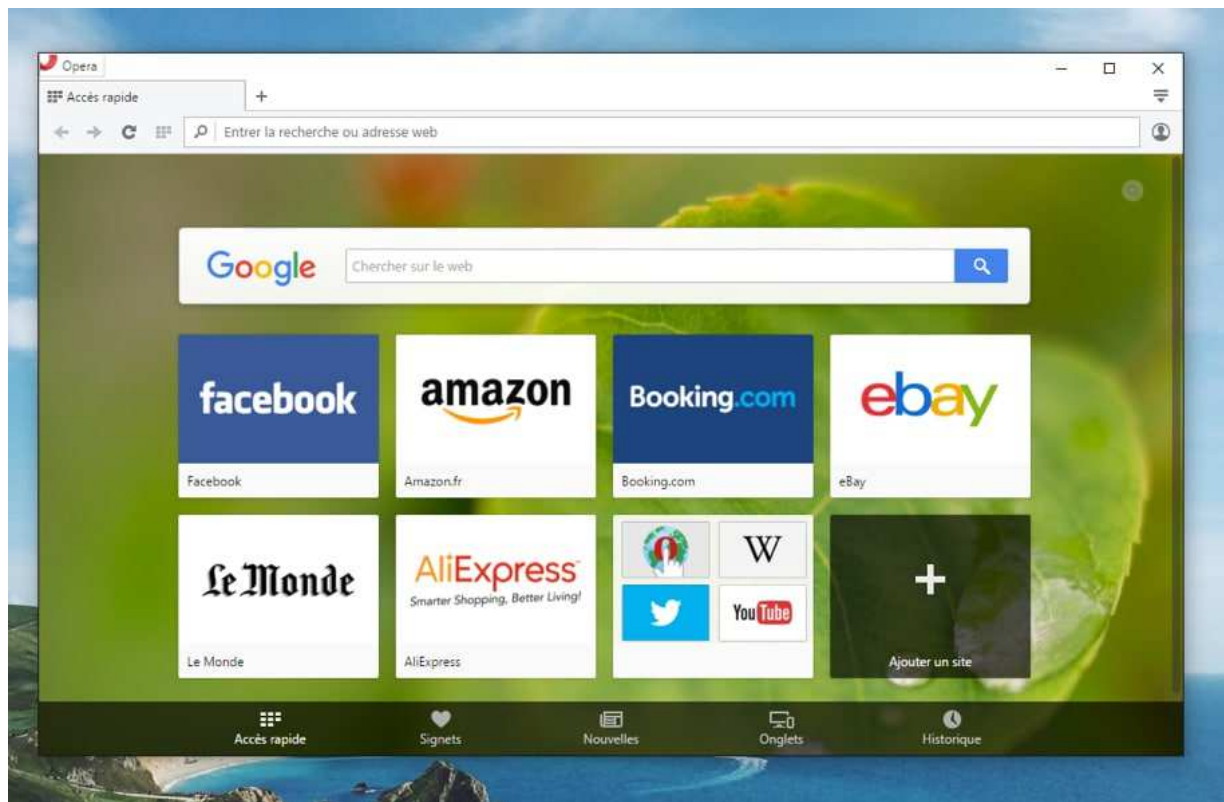 Opera
Accès rapide
Entrer la recherche ou adresse web
Google
Chercher sur le web
facebook
amazon
Booking.com
ebay
Facebook
Amazon.fr
Booking.com
eBay
Le Monde
AliExpress
Smarter Shopping, Better Living!
W
YouTube
Le Monde
AliExpress
Ajouter un site
Accès rapide
Signets
Nouvelles
Onglets
Historique